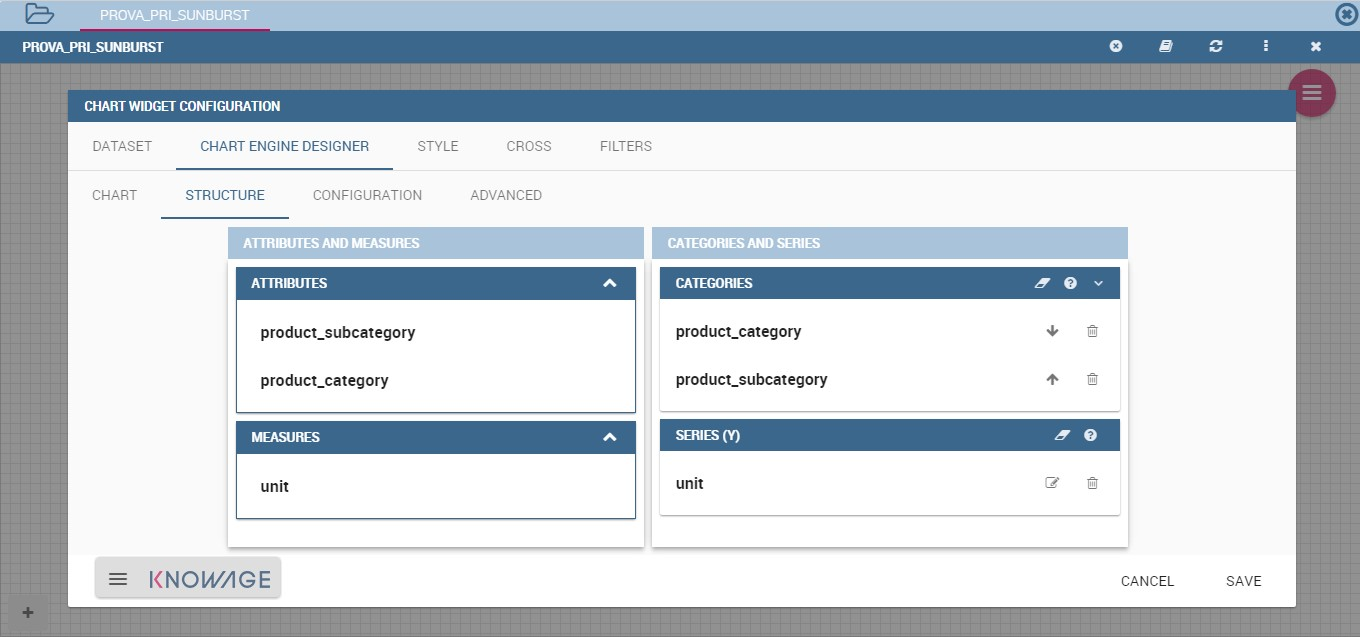 PROVA_PRI_SUNBURST
PROVA_PRI_SUNBURST
CHART WIDGET CONFIGURATION
DATASET CHART ENGINE DESIGNER STYLE CROSS FILTERS
CHART STRUCTURE CONFIGURATION ADVANCED
ATTRIBUTES AND MEASURES
ATTRIBUTES
product_subcategory
product_category
MEASURES
unit
CATEGORIES AND SERIES
CATEGORIES
product_category
product_subcategory
SERIES (Y)
unit
KNOWAGE
CANCEL SAVE